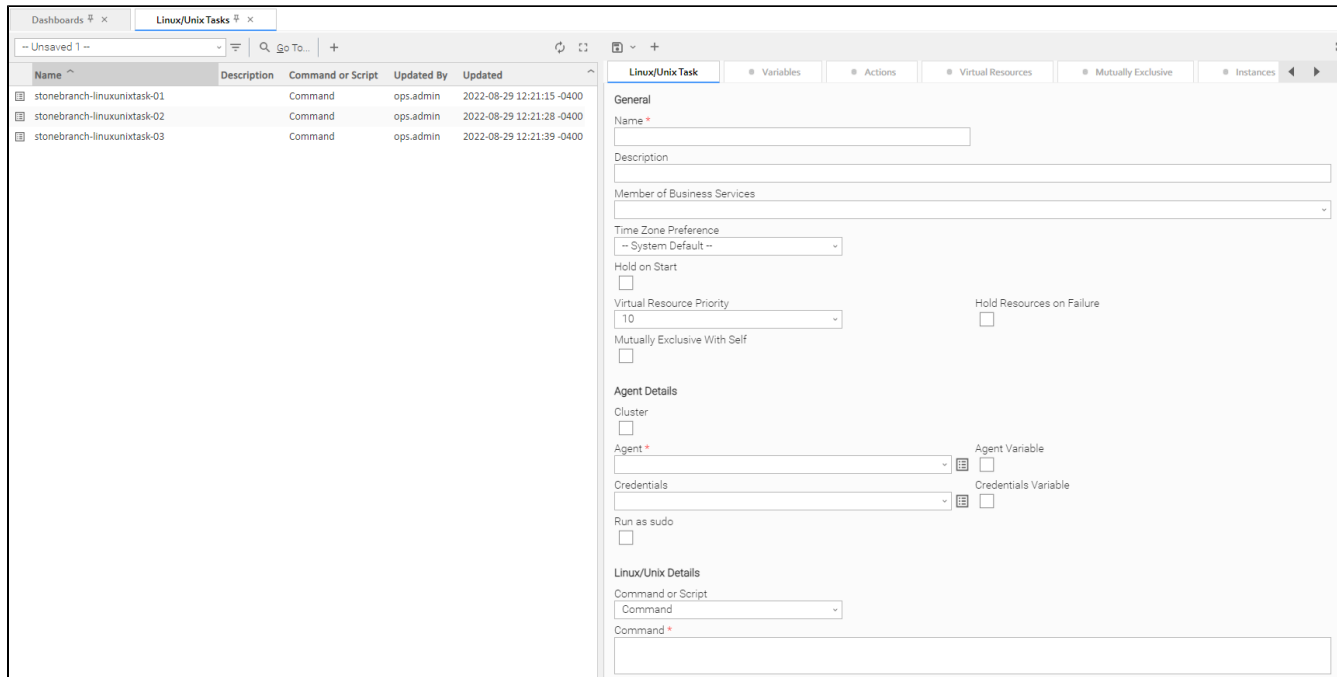 Dashboards
Linux/Unix Tasks
-- Unsaved 1 --
Go To...
Name Description Command or Script Updated By Updated
stonebranch-linuxunixtask-01 Command ops.admin 2022-08-29 12:21:15 -0400
stonebranch-linuxunixtask-02 Command ops.admin 2022-08-29 12:21:28 -0400
stonebranch-linuxunixtask-03 Command ops.admin 2022-08-29 12:21:39 -0400
Linux/Unix Task Variables Actions Virtual Resources Mutually Exclusive Instances
General
Name *
Description
Member of Business Services
Time Zone Preference
-- System Default --
Hold on Start
Virtual Resource Priority Hold Resources on Failure
10
Mutually Exclusive With Self
Agent Details
Cluster
Agent * Agent Variable
Credentials Credentials Variable
Run as sudo
Linux/Unix Details
Command or Script
Command
Command *